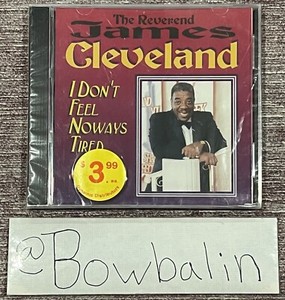 The Reverend
James
Cleveland
I DON'T
FEEL
NOWAYS
TIRED
$3.99
@Bowbalin